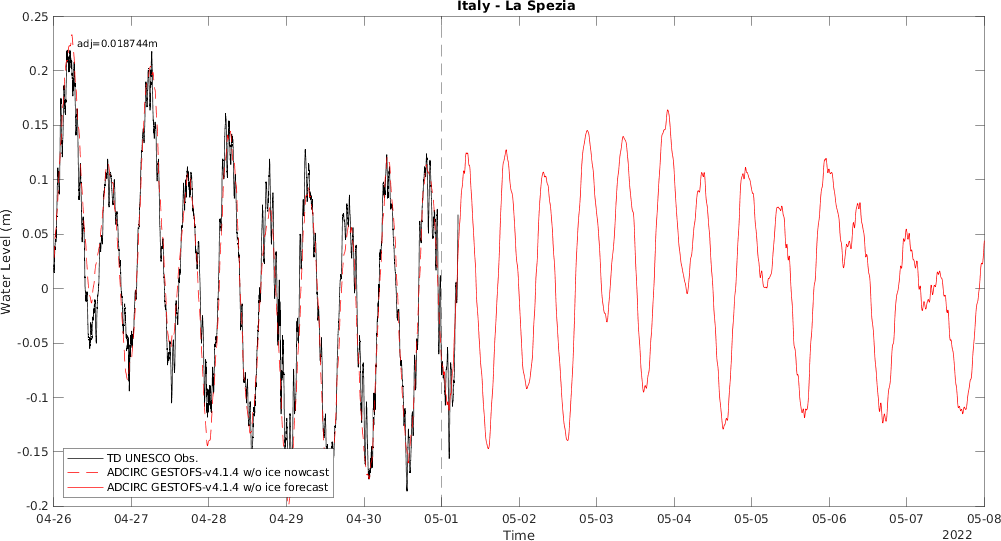 Italy - La Spezia
0.25
adj=0.018744m
0.2
0.15
0.1
0.05
0
-0.05
-0.1
-0.15
-0.2
Water Level (m)
TD UNESCO Obs.
ADCIRC GESTOFS-v4.1.4 w/o ice nowcast
ADCIRC GESTOFS-v4.1.4 w/o ice forecast
04-26 04-27 04-28 04-29 04-30 05-01 05-02 05-03 05-04 05-05 05-06 05-07 05-08
Time
2022